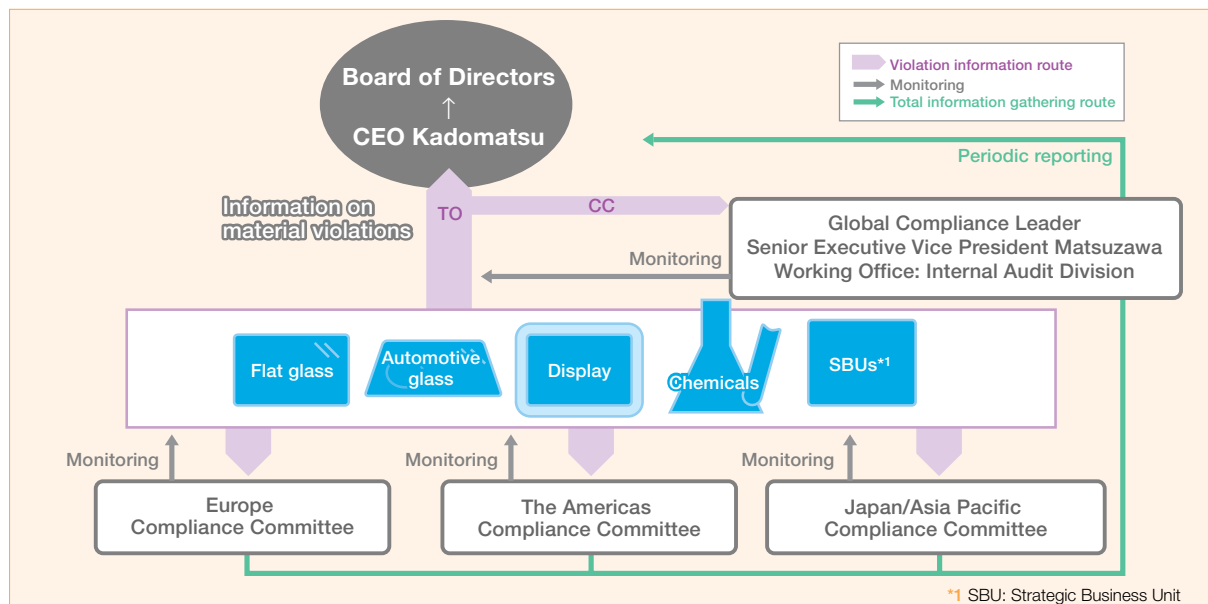 Board of Directors
↑
CEO Kadomatsu
Violation information route
Monitoring
Total information gathering route
Periodic reporting
Information on
material violations
TO
CC
Global Compliance Leader
Senior Executive Vice President Matsuzawa
Working Office: Internal Audit Division
Monitoring
Flat glass
Automotive
glass
Display
Chemicals
SBUs*1
Monitoring
Monitoring
Monitoring
Europe
Compliance Committee
The Americas
Compliance Committee
Japan/Asia Pacific
Compliance Committee
*1 SBU: Strategic Business Unit